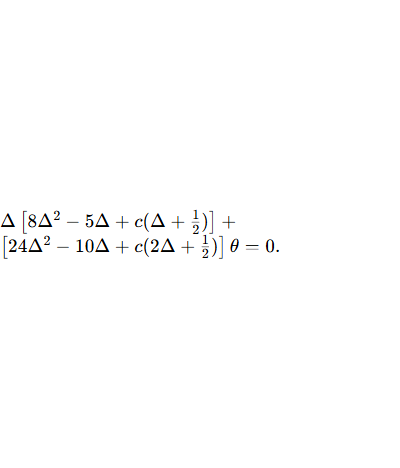 Δ [8Δ² − 5Δ + c(Δ + ½)] +
[24Δ² − 10Δ + c(2Δ + ½)] θ = 0.